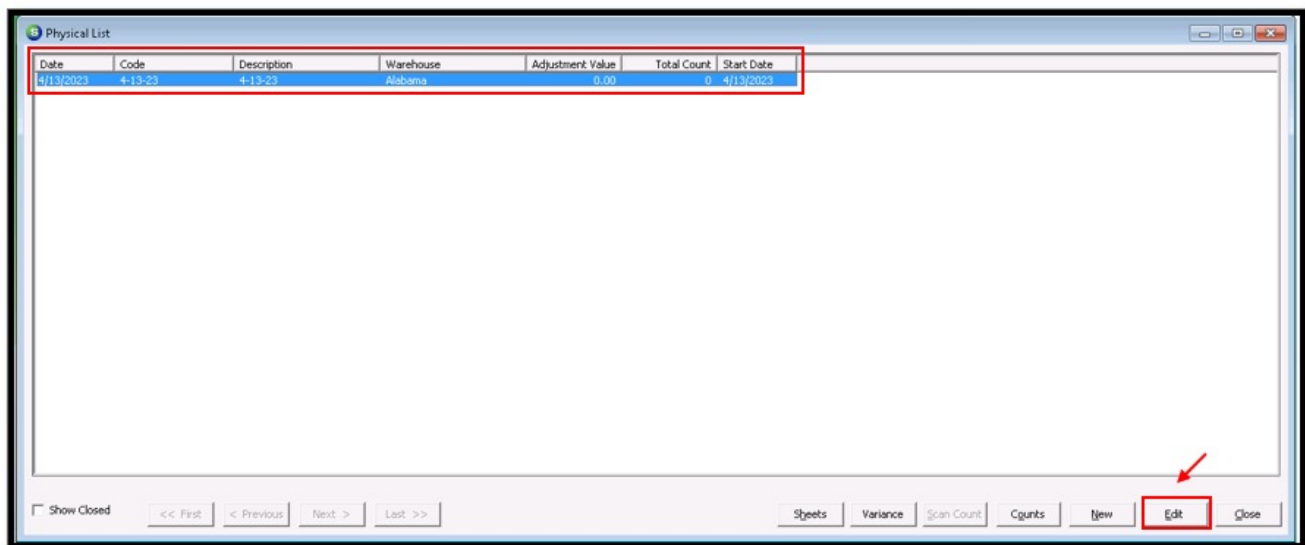 Physical List
Date Code Description Warehouse Adjustment Value Total Count Start Date
4/13/2023 4-13-23 4-13-23 Alabama 0.00 0 4/13/2023
Show Closed << First < Previous Next > Last >> Sheets Variance Scan Count Counts New Edit Close